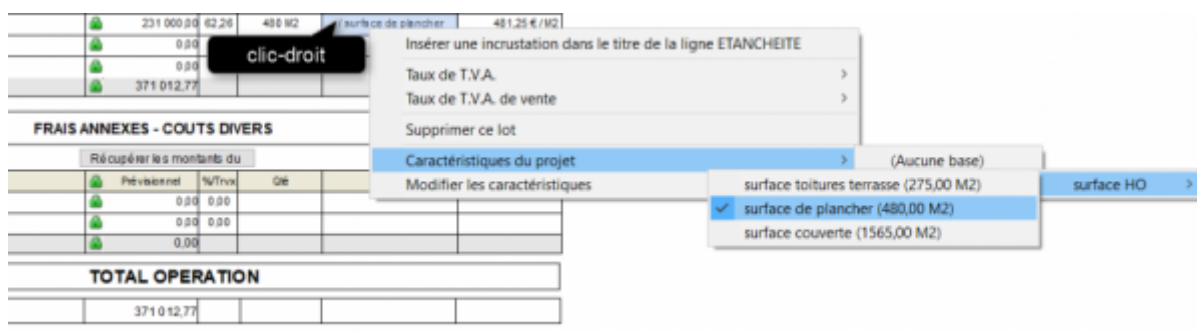 231 000,00 62,26 480 M2 / surface de plancher 481,25 € / M2
0,00
clic-droit
0,00
371 012,77
Insérer une incrustation dans le titre de la ligne ETANCHEITE
Taux de T.V.A. >
Taux de T.V.A. de vente >
Supprimer ce lot
Caractéristiques du projet >
Modifier les caractéristiques
(Aucune base)
surface HO >
surface toitures terrasse (275,00 M2)
✓ surface de plancher (480,00 M2)
surface couverte (1565,00 M2)
FRAIS ANNEXES - COUTS DIVERS
Récupérer les montants du
Prévisionnel %/Trvx Qté
0,00 0,00
0,00 0,00
0,00
TOTAL OPERATION
371 012,77